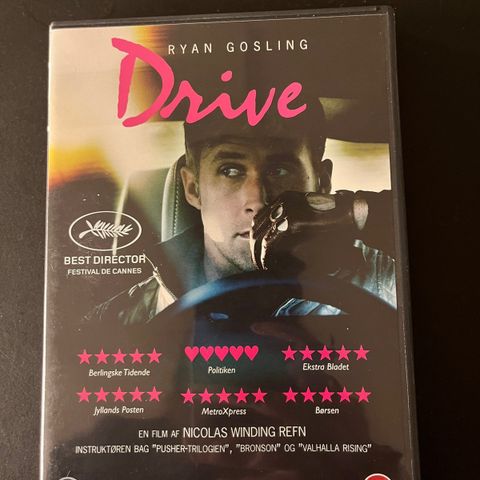 RYAN GOSLING
Drive
BEST DIRECTOR
FESTIVAL DE CANNES
Berlingske Tidende
Politiken
Ekstra Bladet
Jyllands Posten
MetroXpress
Børsen
EN FILM AF NICOLAS WINDING REFN
INSTRUKTØREN BAG "PUSHER-TRILOGIEN", "BRONSON" OG "VALHALLA RISING"